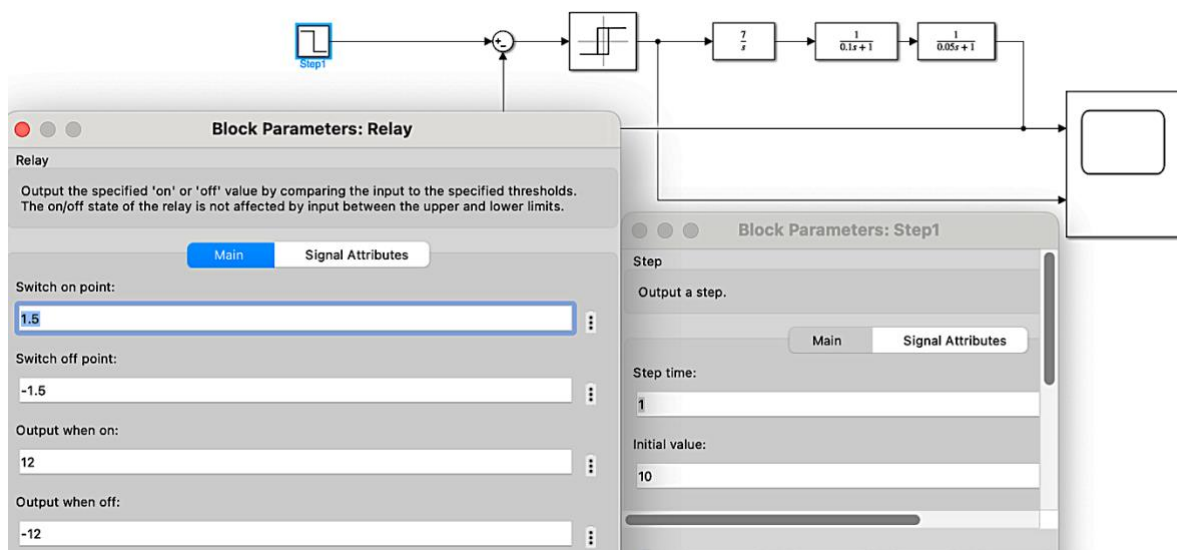 Step1
+
-
7
s
1
0.1s+1
1
0.05s+1
Block Parameters: Relay
Relay
Output the specified 'on' or 'off' value by comparing the input to the specified thresholds.
The on/off state of the relay is not affected by input between the upper and lower limits.
Main
Signal Attributes
Switch on point:
1.5
Switch off point:
-1.5
Output when on:
12
Output when off:
-12
Block Parameters: Step1
Step
Output a step.
Main
Signal Attributes
Step time:
1
Initial value:
10